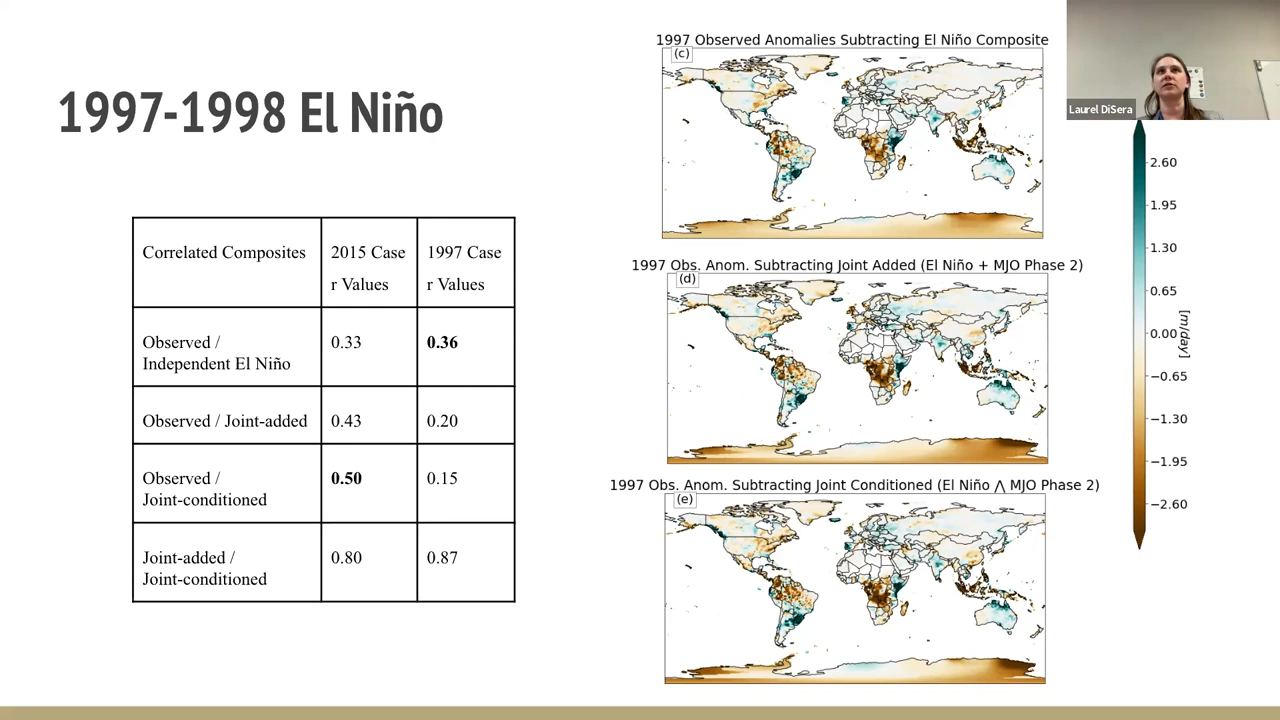 1997-1998 El Niño
Correlated Composites
2015 Case
r Values
1997 Case
r Values
Observed /
Independent El Niño
0.33
0.36
Observed / Joint-added
0.43
0.20
Observed /
Joint-conditioned
0.50
0.15
Joint-added /
Joint-conditioned
0.80
0.87
1997 Observed Anomalies Subtracting El Niño Composite
(c)
1997 Obs. Anom. Subtracting Joint Added (El Niño + MJO Phase 2)
(d)
1997 Obs. Anom. Subtracting Joint Conditioned (El Niño ⋀ MJO Phase 2)
(e)
Laurel DiSera
2.60
1.95
1.30
0.65
0.00
−0.65
−1.30
−1.95
−2.60
[m/day]